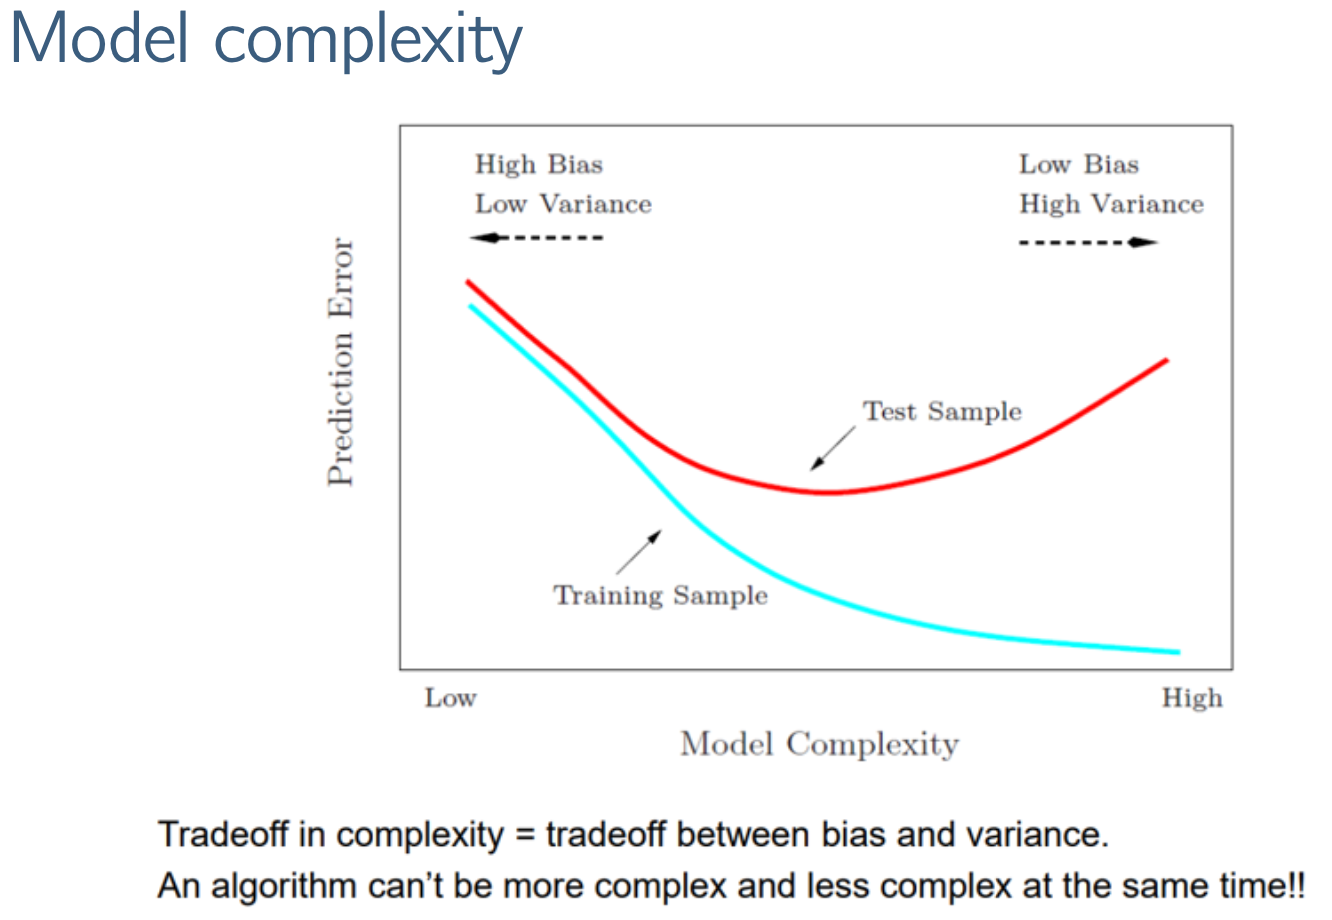 Model complexity
High Bias
Low Variance
Low Bias
High Variance
Prediction Error
Test Sample
Training Sample
Low
High
Model Complexity
Tradeoff in complexity = tradeoff between bias and variance.
An algorithm can’t be more complex and less complex at the same time!!